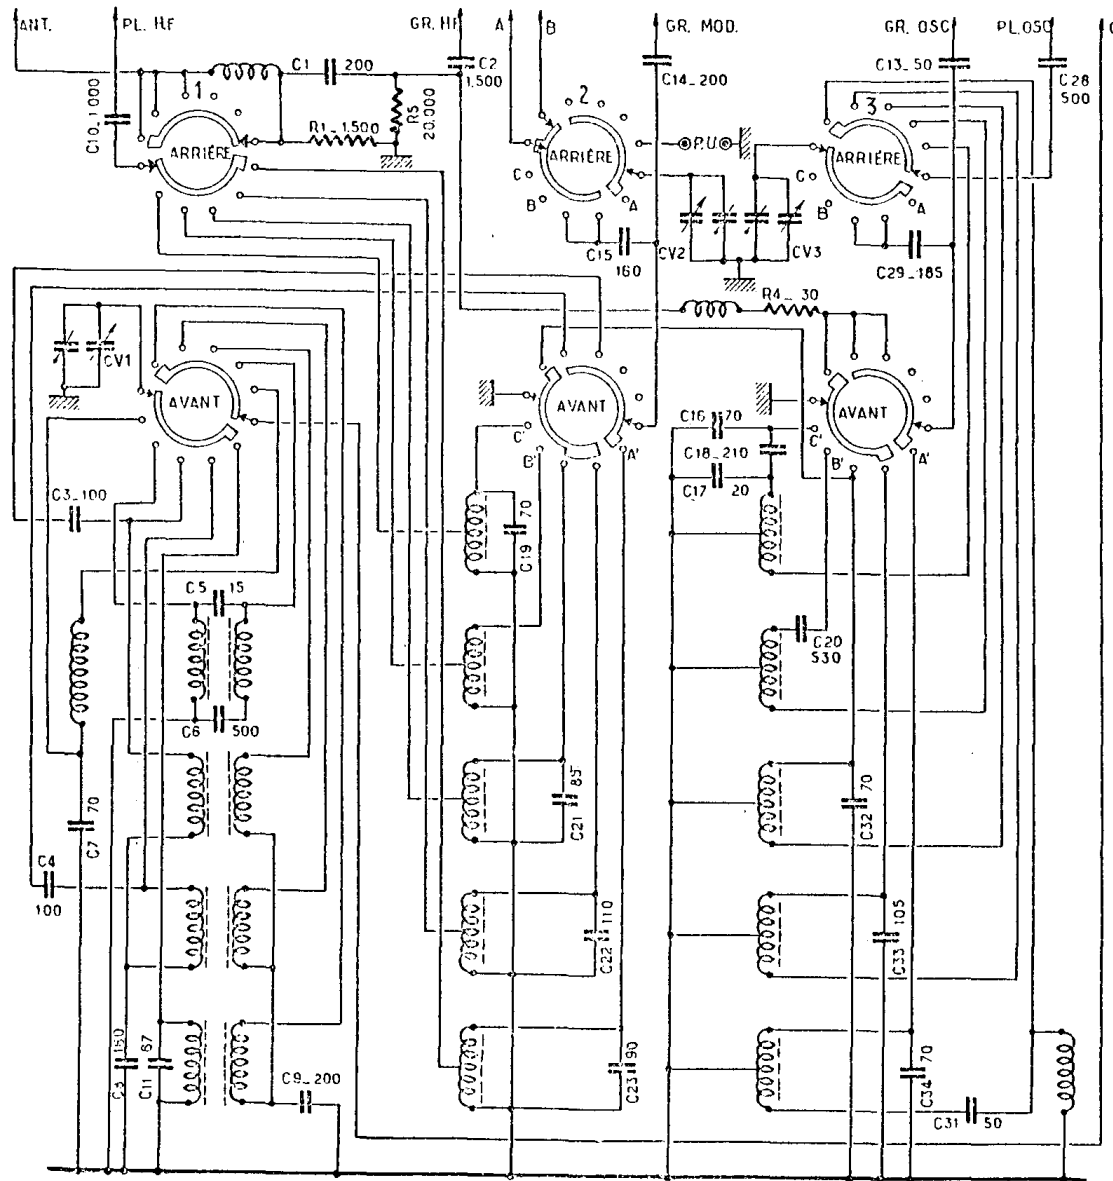 ANT.
PL. H.F
GR. HF
A
B
GR. MOD.
GR. OSC
PL. OSC
C
C10_1.000
1
C1 200
C2
1,500
R5
20.000
R1_1.500
ARRIÈRE
C14_200
2
ARRIÈRE
P.U
C
B
A
C15
160
CV2
CV3
C13_50
C28
500
3
ARRIÈRE
C
B
A
C29_185
R4_30
CV1
AVANT
AVANT
C'
B'
A'
AVANT
C'
B'
A'
C16 70
C18_210
C17 20
C3_100
C5 15
C6 500
C19 70
C20
530
C7 70
C21 85
C32 70
C4
100
C22 110
C33 105
C11 67
C9_200
C23 90
C34 70
C31 50